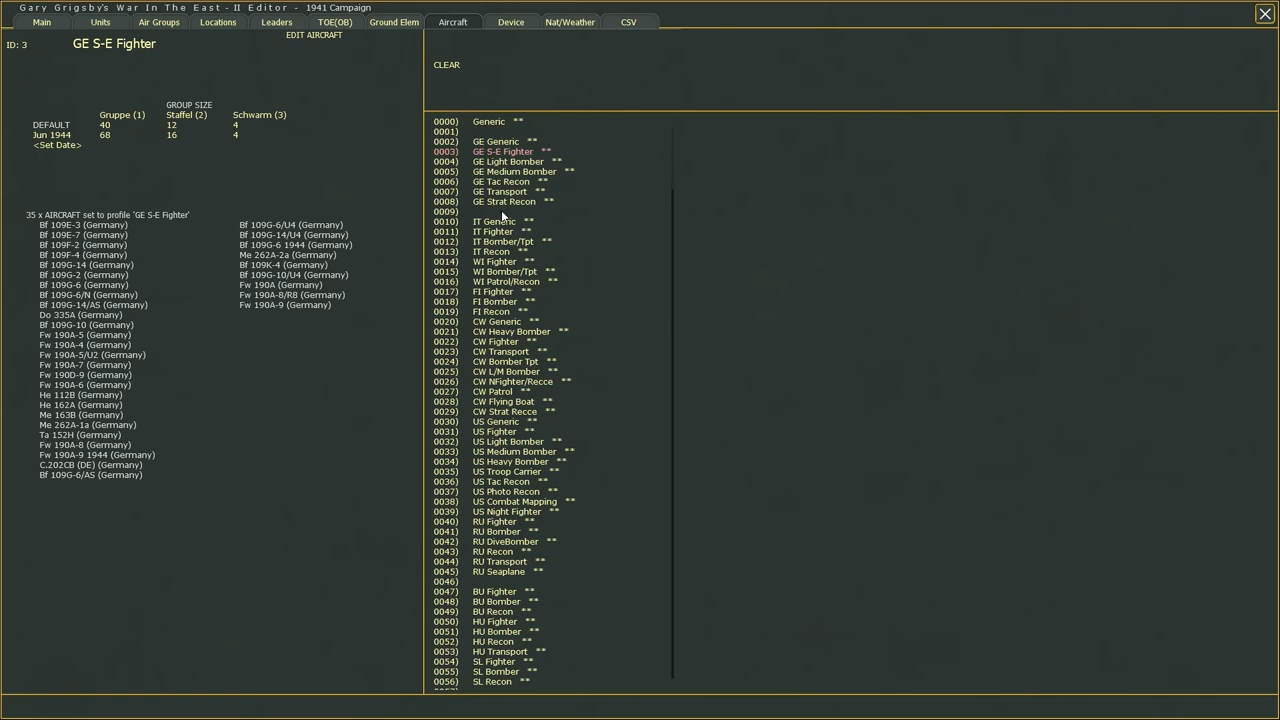 Gary Grigsby's War In The East - II Editor - 1941 Campaign
Main Units Air Groups Locations Leaders TOE(OB) Ground Elem Aircraft Device Nat/Weather CSV
EDIT AIRCRAFT
ID: 3 GE S-E Fighter
GROUP SIZE
Gruppe (1) Staffel (2) Schwarm (3)
DEFAULT 40 12 4
Jun 1944 68 16 4
<Set Date>
35 x AIRCRAFT set to profile 'GE S-E Fighter'
Bf 109E-3 (Germany) Bf 109G-6/U4 (Germany)
Bf 109E-7 (Germany) Bf 109G-14/U4 (Germany)
Bf 109F-2 (Germany) Bf 109G-6 1944 (Germany)
Bf 109F-4 (Germany) Me 262A-2a (Germany)
Bf 109G-14 (Germany) Bf 109K-4 (Germany)
Bf 109G-2 (Germany) Bf 109G-10/U4 (Germany)
Bf 109G-6 (Germany) Fw 190A (Germany)
Bf 109G-6/N (Germany) Fw 190A-8/R8 (Germany)
Bf 109G-14/AS (Germany) Fw 190A-9 (Germany)
Do 335A (Germany)
Bf 109G-10 (Germany)
Fw 190A-5 (Germany)
Fw 190A-4 (Germany)
Fw 190A-5/U2 (Germany)
Fw 190A-7 (Germany)
Fw 190D-9 (Germany)
Fw 190A-6 (Germany)
He 112B (Germany)
He 162A (Germany)
Me 163B (Germany)
Me 262A-1a (Germany)
Ta 152H (Germany)
Fw 190A-8 (Germany)
Fw 190A-9 1944 (Germany)
C.202CB (DE) (Germany)
Bf 109G-6/AS (Germany)
CLEAR
0000) Generic **
0001)
0002) GE Generic **
0003) GE S-E Fighter **
0004) GE Light Bomber **
0005) GE Medium Bomber **
0006) GE Tac Recon **
0007) GE Transport **
0008) GE Strat Recon **
0009)
0010) IT Generic **
0011) IT Fighter **
0012) IT Bomber/Tpt **
0013) IT Recon **
0014) WI Fighter **
0015) WI Bomber/Tpt **
0016) WI Patrol/Recon **
0017) FI Fighter **
0018) FI Bomber **
0019) FI Recon **
0020) CW Generic **
0021) CW Heavy Bomber **
0022) CW Fighter **
0023) CW Transport **
0024) CW Bomber Tpt **
0025) CW L/M Bomber **
0026) CW NFighter/Recce **
0027) CW Patrol **
0028) CW Flying Boat **
0029) CW Strat Recce **
0030) US Generic **
0031) US Fighter **
0032) US Light Bomber **
0033) US Medium Bomber **
0034) US Heavy Bomber **
0035) US Troop Carrier **
0036) US Tac Recon **
0037) US Photo Recon **
0038) US Combat Mapping **
0039) US Night Fighter **
0040) RU Fighter **
0041) RU Bomber **
0042) RU DiveBomber **
0043) RU Recon **
0044) RU Transport **
0045) RU Seaplane **
0046)
0047) BU Fighter **
0048) BU Bomber **
0049) BU Recon **
0050) HU Fighter **
0051) HU Bomber **
0052) HU Recon **
0053) HU Transport **
0054) SL Fighter **
0055) SL Bomber **
0056) SL Recon **